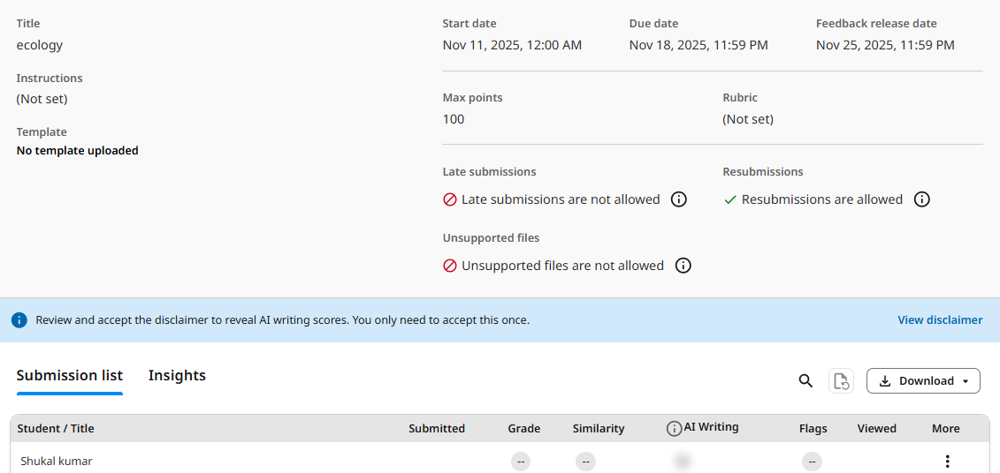 Title
ecology
Instructions
(Not set)
Template
No template uploaded
Start date
Nov 11, 2025, 12:00 AM
Due date
Nov 18, 2025, 11:59 PM
Feedback release date
Nov 25, 2025, 11:59 PM
Max points
100
Rubric
(Not set)
Late submissions
Late submissions are not allowed
Resubmissions
Resubmissions are allowed
Unsupported files
Unsupported files are not allowed
Review and accept the disclaimer to reveal AI writing scores. You only need to accept this once. View disclaimer
Submission list Insights Download
Student / Title Submitted Grade Similarity AI Writing Flags Viewed More
Shukal kumar -- -- --